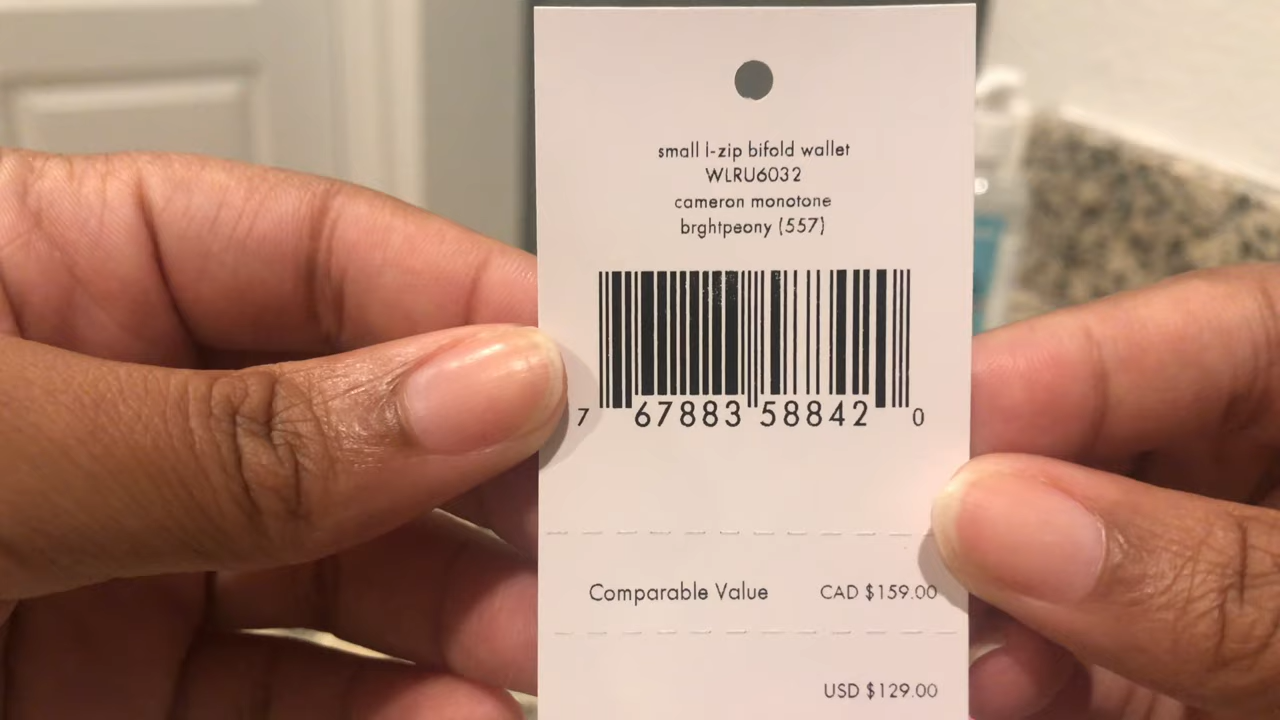 small l-zip bifold wallet
WLRU6032
cameron monotone
brghtpeony (557)
7 67883 58842 0
Comparable Value CAD $159.00
USD $129.00